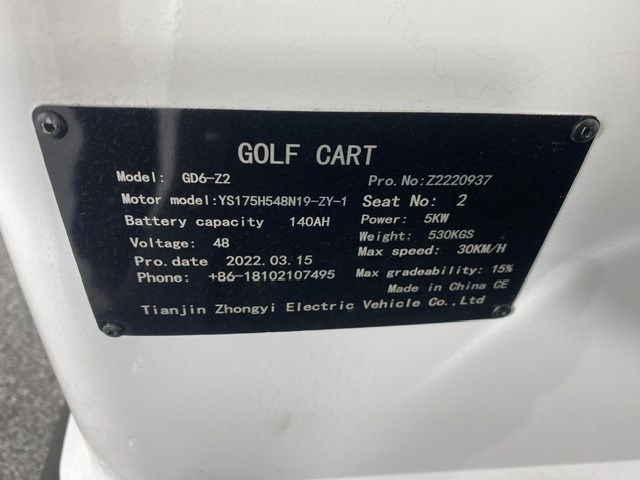 GOLF CART
Model: GD6-Z2
Pro.No:Z2220937
Motor model:YS175H548N19-ZY-1
Seat No: 2
Battery capacity 140AH
Power: 5KW
Voltage: 48
Weight: 530KGS
Max speed: 30KM/H
Pro.date 2022.03.15
Phone: +86-18102107495
Max gradeability: 15%
Made in China CE
Tianjin Zhongyi Electric Vehicle Co.,Ltd